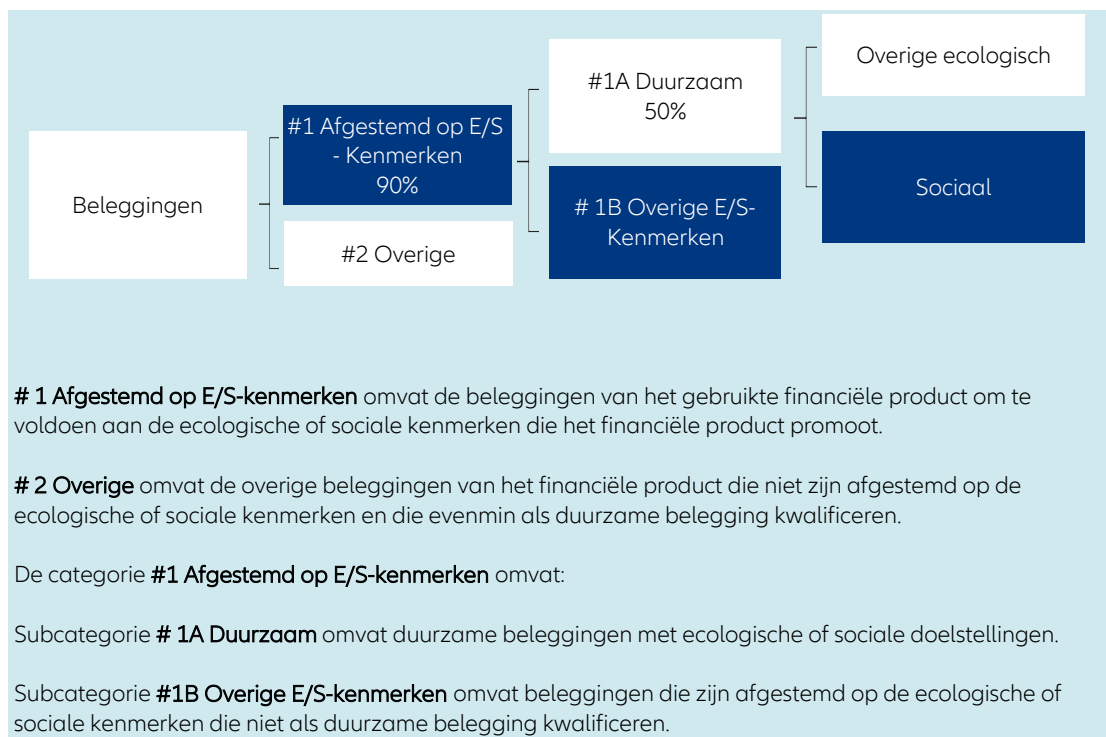 Beleggingen
#1 Afgestemd op E/S
- Kenmerken
90%
#2 Overige
#1A Duurzaam
50%
# 1B Overige E/S-
Kenmerken
Overige ecologisch
Sociaal
# 1 Afgestemd op E/S-kenmerken omvat de beleggingen van het gebruikte financiële product om te
voldoen aan de ecologische of sociale kenmerken die het financiële product promoot.
# 2 Overige omvat de overige beleggingen van het financiële product die niet zijn afgestemd op de
ecologische of sociale kenmerken en die evenmin als duurzame belegging kwalificeren.
De categorie #1 Afgestemd op E/S-kenmerken omvat:
Subcategorie # 1A Duurzaam omvat duurzame beleggingen met ecologische of sociale doelstellingen.
Subcategorie #1B Overige E/S-kenmerken omvat beleggingen die zijn afgestemd op de ecologische of
sociale kenmerken die niet als duurzame belegging kwalificeren.